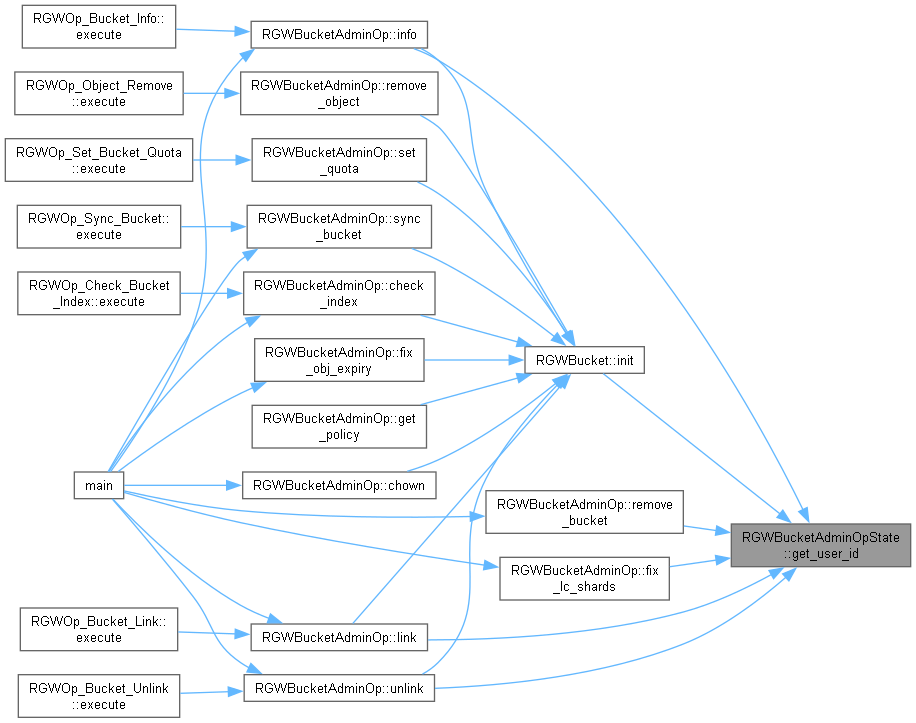 RGWOp_Bucket_Info::
execute
RGWBucketAdminOp::info
RGWOp_Object_Remove
::execute
RGWBucketAdminOp::remove
_object
RGWOp_Set_Bucket_Quota
::execute
RGWBucketAdminOp::set
_quota
RGWOp_Sync_Bucket::
execute
RGWBucketAdminOp::sync
_bucket
RGWOp_Check_Bucket
_Index::execute
RGWBucketAdminOp::check
_index
RGWBucketAdminOp::fix
_obj_expiry
RGWBucket::init
RGWBucketAdminOp::get
_policy
main
RGWBucketAdminOp::chown
RGWBucketAdminOp::remove
_bucket
RGWBucketAdminOpState
::get_user_id
RGWBucketAdminOp::fix
_lc_shards
RGWOp_Bucket_Link::
execute
RGWBucketAdminOp::link
RGWOp_Bucket_Unlink
::execute
RGWBucketAdminOp::unlink